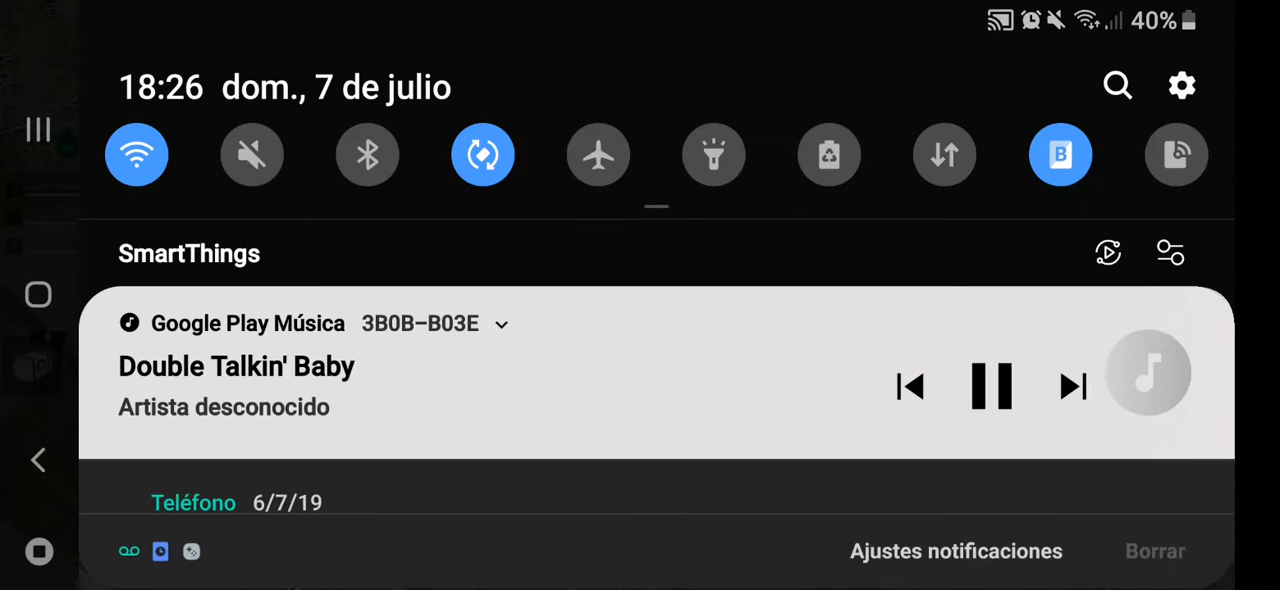 40%
18:26 dom., 7 de julio
B
SmartThings
Google Play Música 3B0B-B03E
Double Talkin' Baby
Artista desconocido
Teléfono 6/7/19
Ajustes notificaciones Borrar